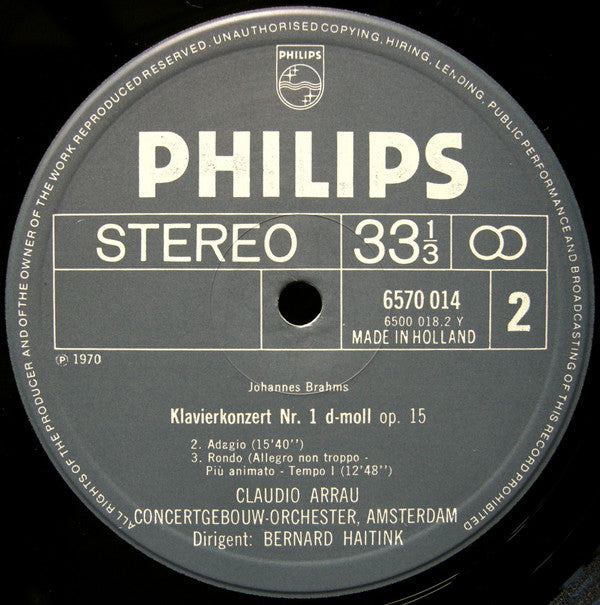 ALL RIGHTS OF THE PRODUCER AND OF THE OWNER OF THE WORK REPRODUCED RESERVED. UNAUTHORISED COPYING, HIRING, LENDING, PUBLIC PERFORMANCE AND BROADCASTING OF THIS RECORD PROHIBITED
PHILIPS
PHILIPS
STEREO 33 1/3
6570 014
6500 018.2 Y
MADE IN HOLLAND
2
Ⓟ 1970
Johannes Brahms
Klavierkonzert Nr. 1 d-moll op. 15
2. Adagio (15'40'')
3. Rondo (Allegro non troppo -
Più animato - Tempo I (12'48'')
CLAUDIO ARRAU
CONCERTGEBOUW-ORCHESTER, AMSTERDAM
Dirigent: BERNARD HAITINK